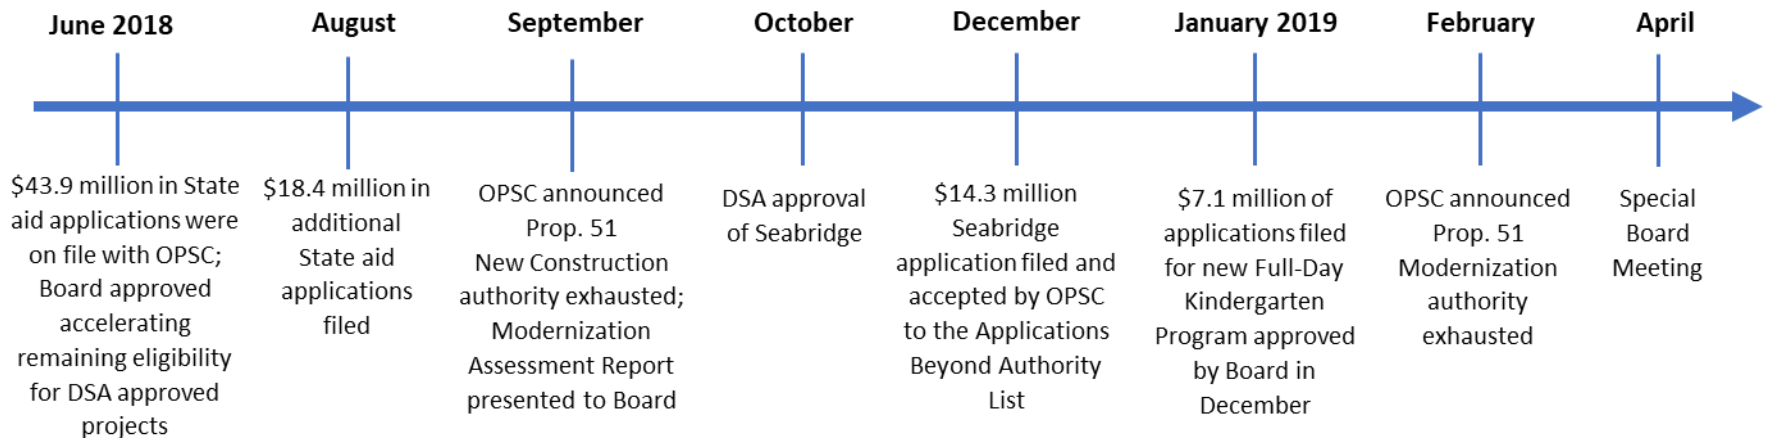 June 2018
$43.9 million in State
aid applications were
on file with OPSC;
Board approved
accelerating
remaining eligibility
for DSA approved
projects
August
$18.4 million in
additional
State aid
applications
filed
September
OPSC announced
Prop. 51
New Construction
authority exhausted;
Modernization
Assessment Report
presented to Board
October
DSA approval
of Seabridge
December
$14.3 million
Seabridge
application filed and
accepted by OPSC
to the Applications
Beyond Authority
List
January 2019
$7.1 million of
applications filed
for new Full-Day
Kindergarten
Program approved
by Board in
December
February
OPSC announced
Prop. 51
Modernization
authority
exhausted
April
Special
Board
Meeting